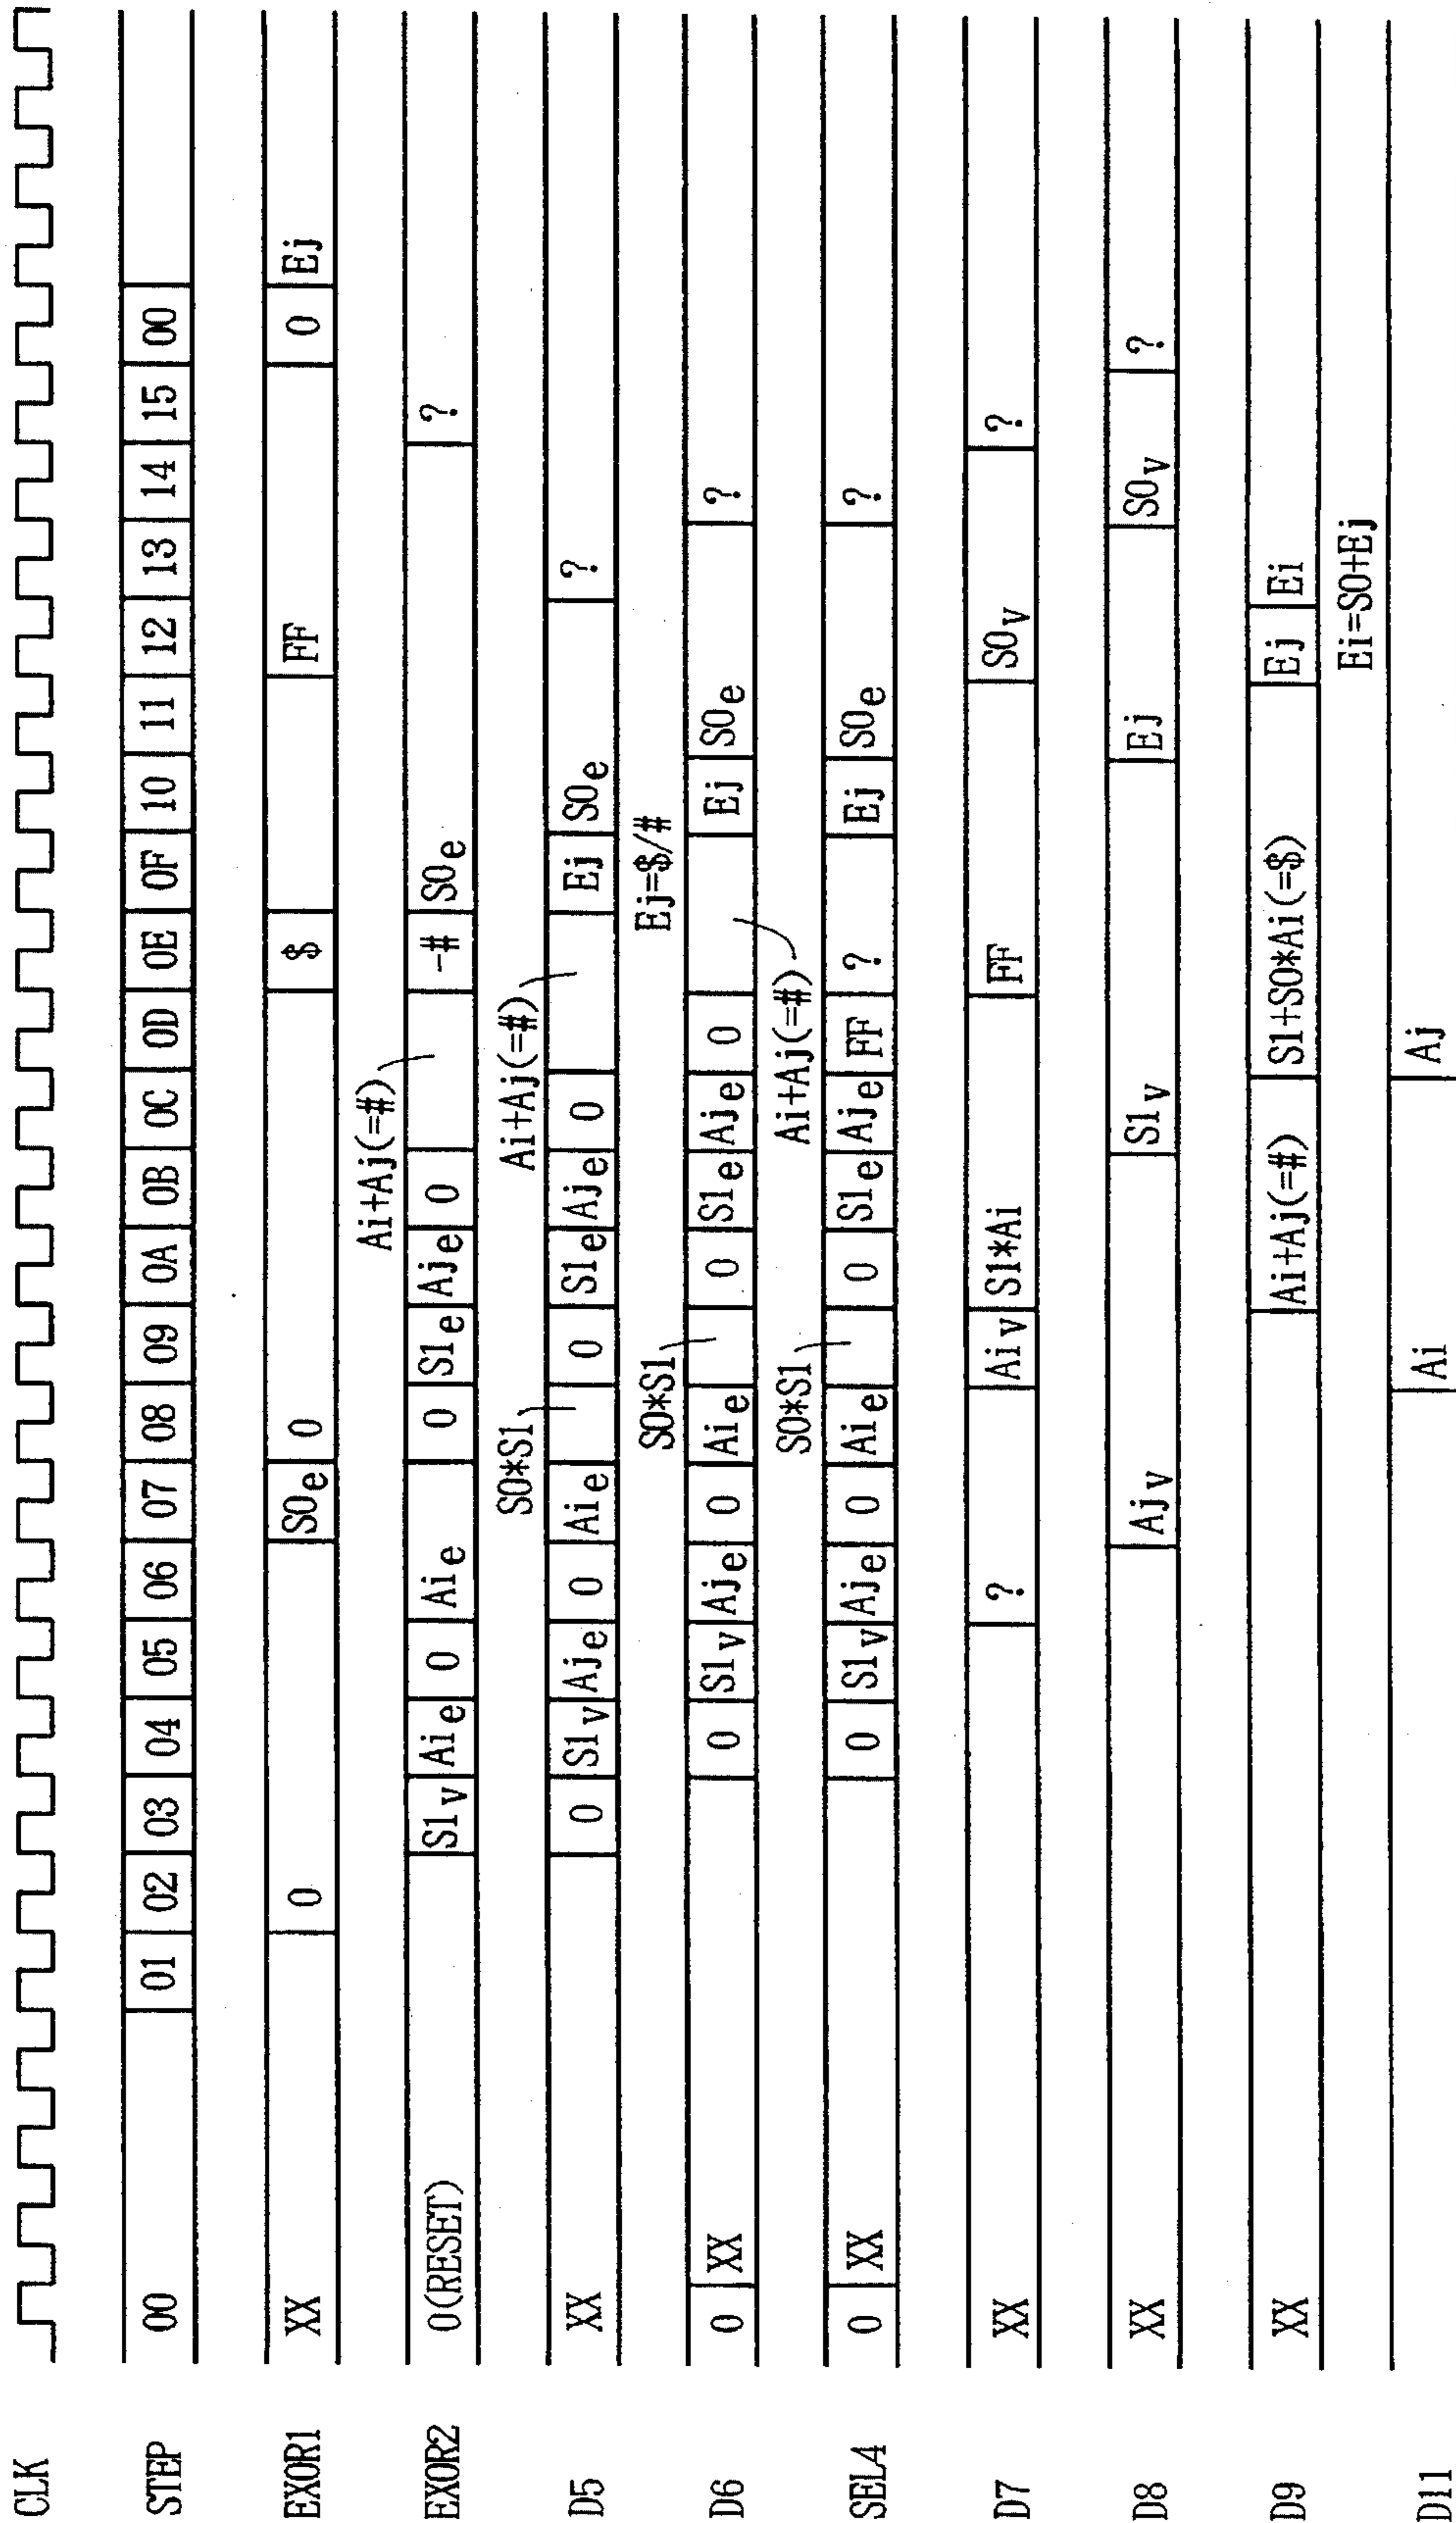 CLK
STEP 00 01 02 03 04 05 06 07 08 09 0A 0B 0C 0D 0E 0F 10 11 12 13 14 15 00
EXOR1 XX 0 S0e 0 $ FF 0 Ej
Ai+Aj(=#)
EXOR2 0(RESET) S1v Aie 0 Aie 0 S1e Aje 0 -# S0e ?
S0*S1 Ai+Aj(=#)
D5 XX 0 S1v Aje 0 Aie 0 S1e Aje 0 Ej S0e ?
S0*S1 Ej=$/#
D6 0 XX 0 S1v Aje 0 Aie 0 S1e Aje 0 Ej S0e ?
S0*S1 Ai+Aj(=#)
SEL4 0 XX 0 S1v Aje 0 Aie 0 S1e Aje FF ? Ej S0e ?
D7 XX ? Aiv S1*Ai FF S0v ?
D8 XX Ajv S1v Ej S0v ?
D9 XX Ai+Aj(=#) S1+S0*Ai(=$) Ej Ei
Ei=S0+Ej
D11 Ai Aj